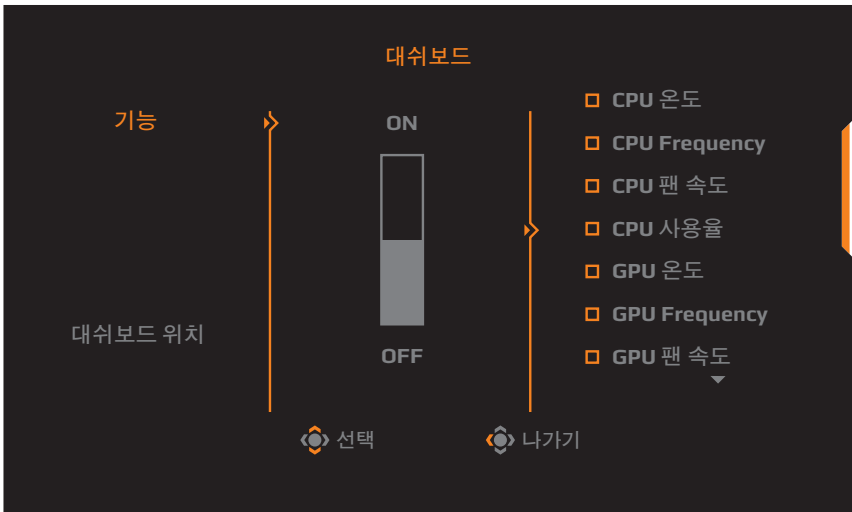 대쉬보드
기능
대쉬보드 위치
ON
OFF
CPU 온도
CPU Frequency
CPU 팬 속도
CPU 사용율
GPU 온도
GPU Frequency
GPU 팬 속도
선택
나가기